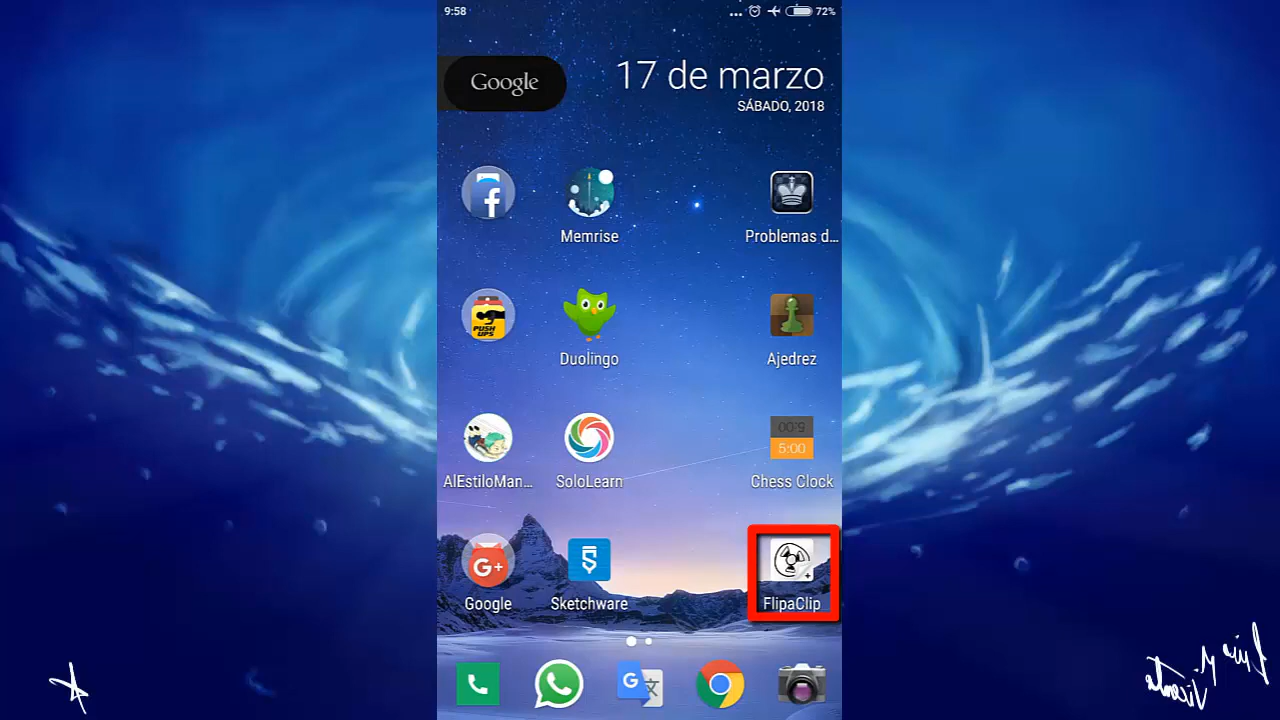 9:58
72%
Google
17 de marzo
SÁBADO, 2018
Memrise
Problemas d...
PUSH UPS
Duolingo
Ajedrez
00:5
5:00
AlEstiloMan...
SoloLearn
Chess Clock
G+
Google
Sketchware
FlipaClip